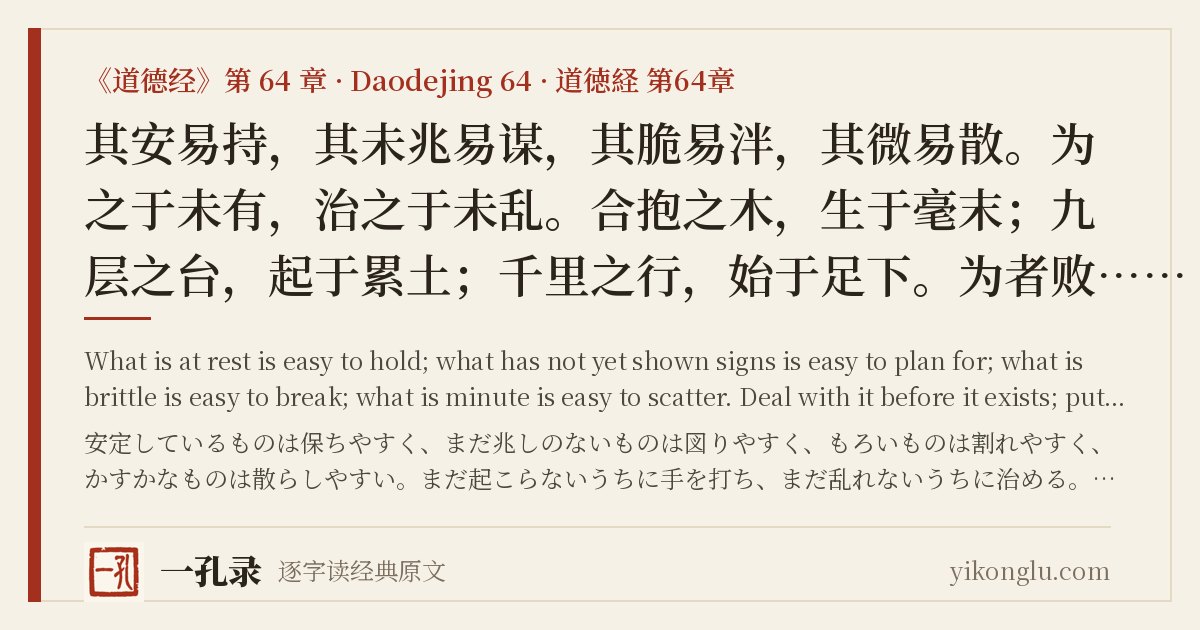 《道德经》第 64 章 · Daodejing 64 · 道徳経 第64章
其安易持，其未兆易谋，其脆易泮，其微易散。为
之于未有，治之于未乱。合抱之木，生于毫末；九
层之台，起于累土；千里之行，始于足下。为者败……
What is at rest is easy to hold; what has not yet shown signs is easy to plan for; what is
brittle is easy to break; what is minute is easy to scatter. Deal with it before it exists; put…
安定しているものは保ちやすく、まだ兆しのないものは図りやすく、もろいものは割れやすく、
かすかなものは散らしやすい。まだ起こらないうちに手を打ち、まだ乱れないうちに治める。…
一孔
一孔录 逐字读经典原文
yikonglu.com